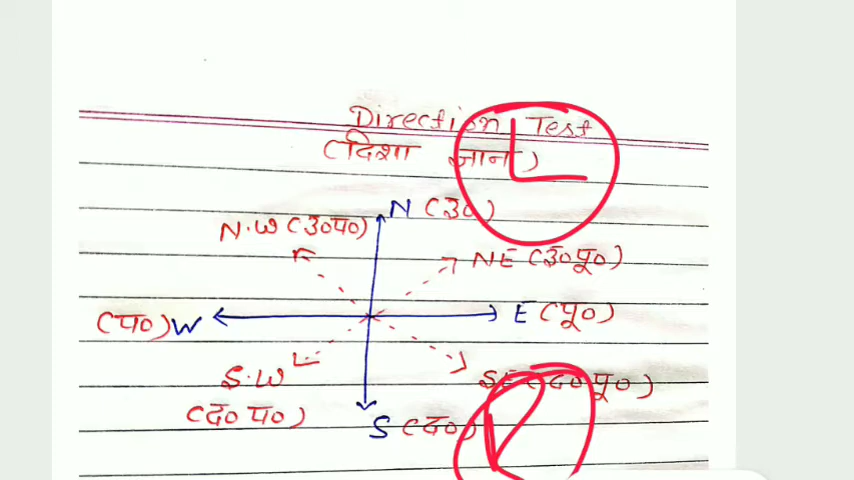 Direction Test
(दिशा ज्ञान)
N (उ०)
N.W (उ०प०)
NE (उ०पू०)
(प०) W
E (पू०)
S.W
SE (द०पू०)
(द०प०)
S (द०)